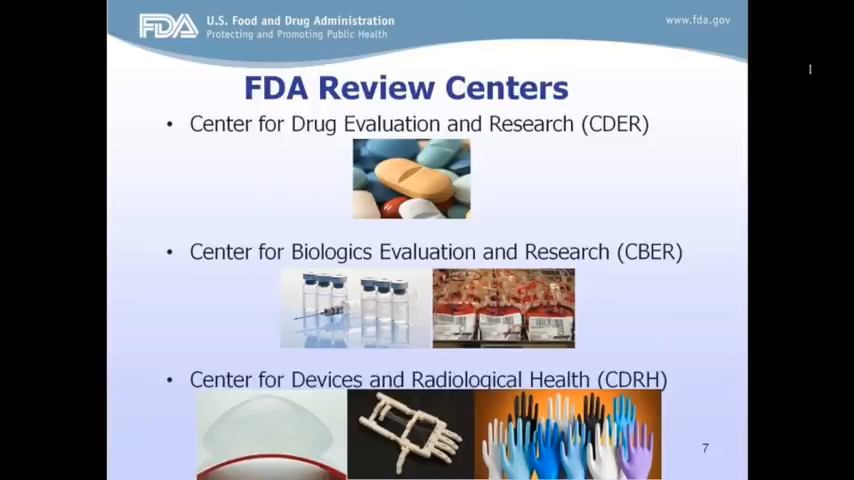 FDA U.S. Food and Drug Administration
Protecting and Promoting Public Health
www.fda.gov
FDA Review Centers
• Center for Drug Evaluation and Research (CDER)
• Center for Biologics Evaluation and Research (CBER)
• Center for Devices and Radiological Health (CDRH)
7